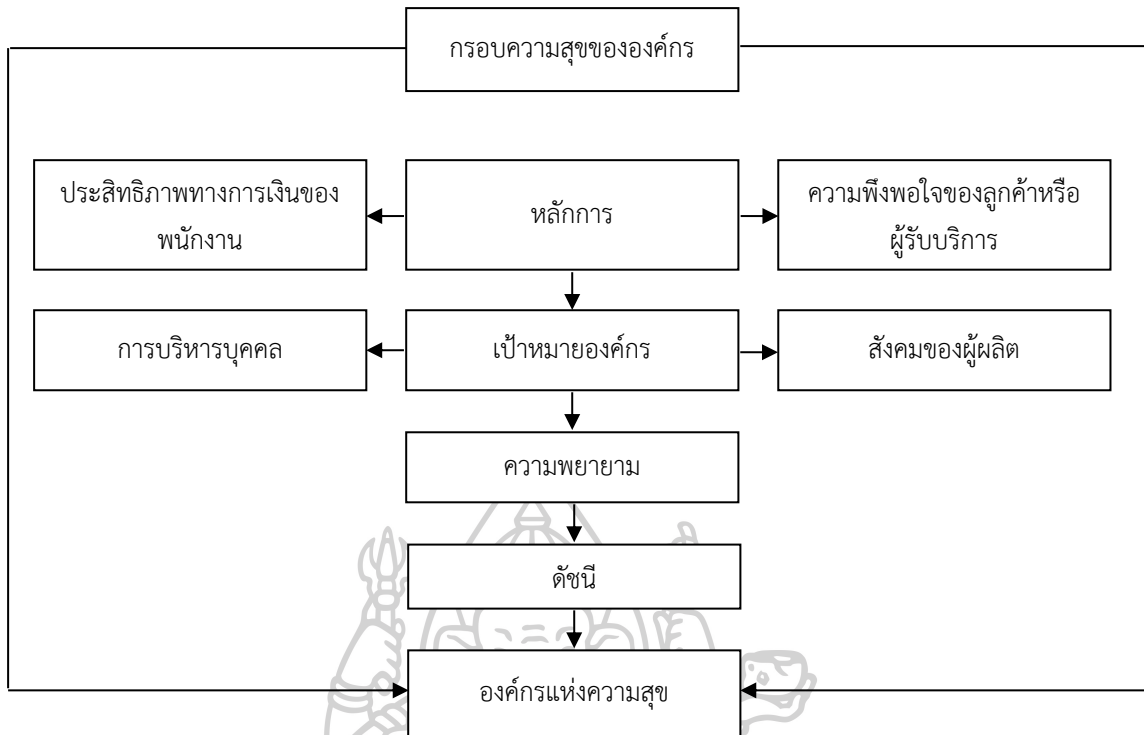 กรอบความสุขขององค์กร
ประสิทธิภาพทางการเงินของ
พนักงาน
หลักการ
ความพึงพอใจของลูกค้าหรือ
ผู้รับบริการ
การบริหารบุคคล
เป้าหมายองค์กร
สังคมของผู้ผลิต
ความพยายาม
ดัชนี
องค์กรแห่งความสุข